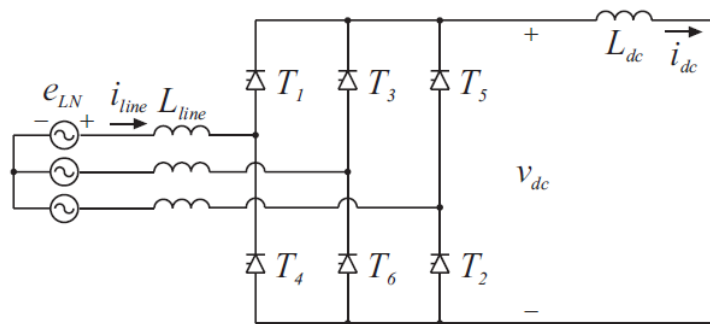 + L_dc i_dc
T_1 T_3 T_5
e_LN i_line L_line
− +
v_dc
T_4 T_6 T_2
−